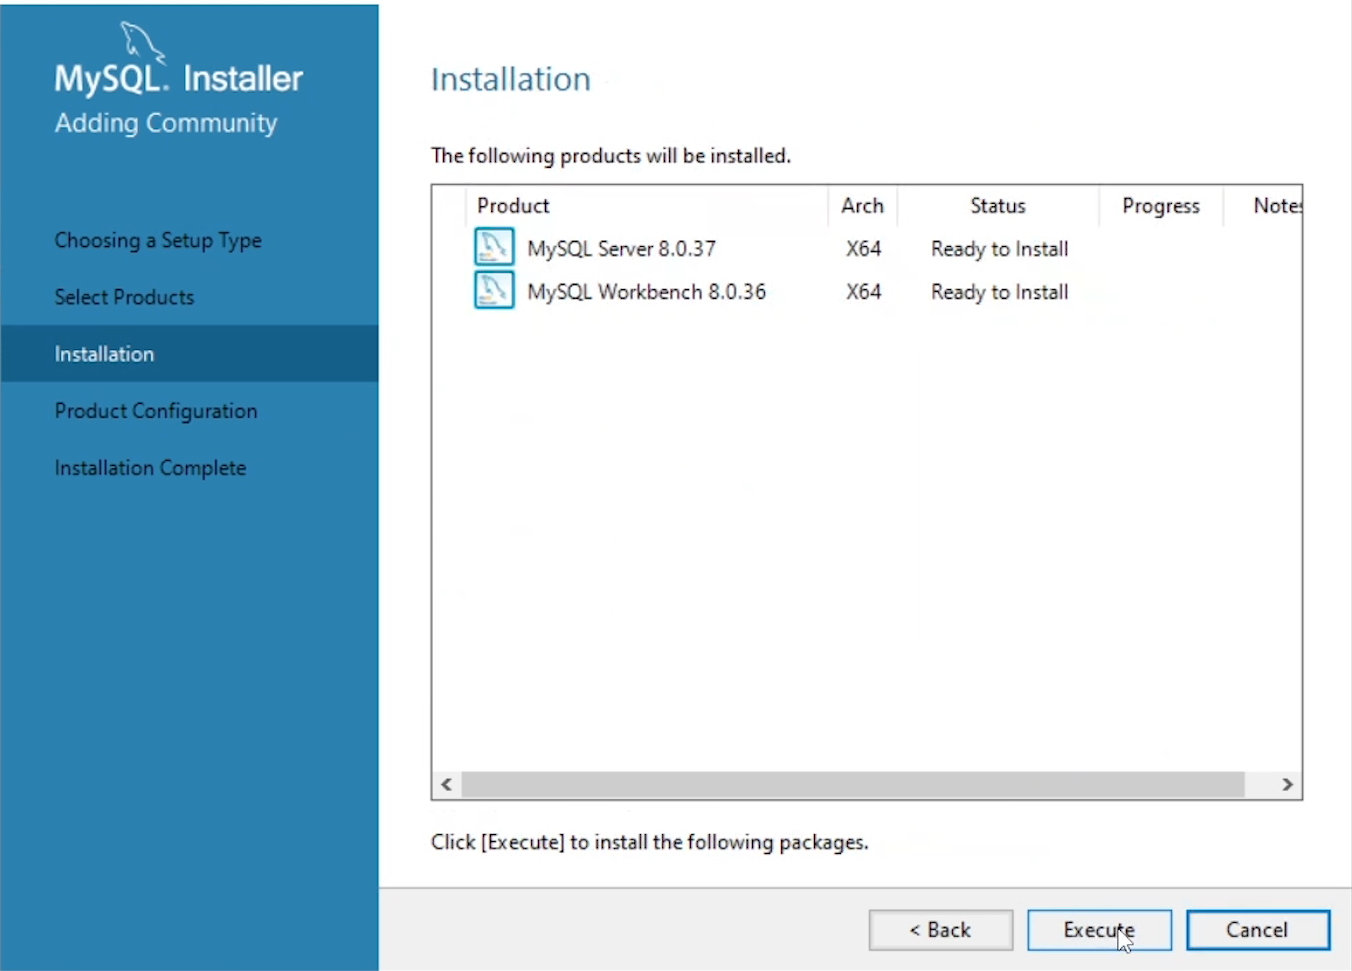 MySQL. Installer
Adding Community
Choosing a Setup Type
Select Products
Installation
Product Configuration
Installation Complete
Installation
The following products will be installed.
Product Arch Status Progress Notes
MySQL Server 8.0.37 X64 Ready to Install
MySQL Workbench 8.0.36 X64 Ready to Install
Click [Execute] to install the following packages.
< Back Execute Cancel